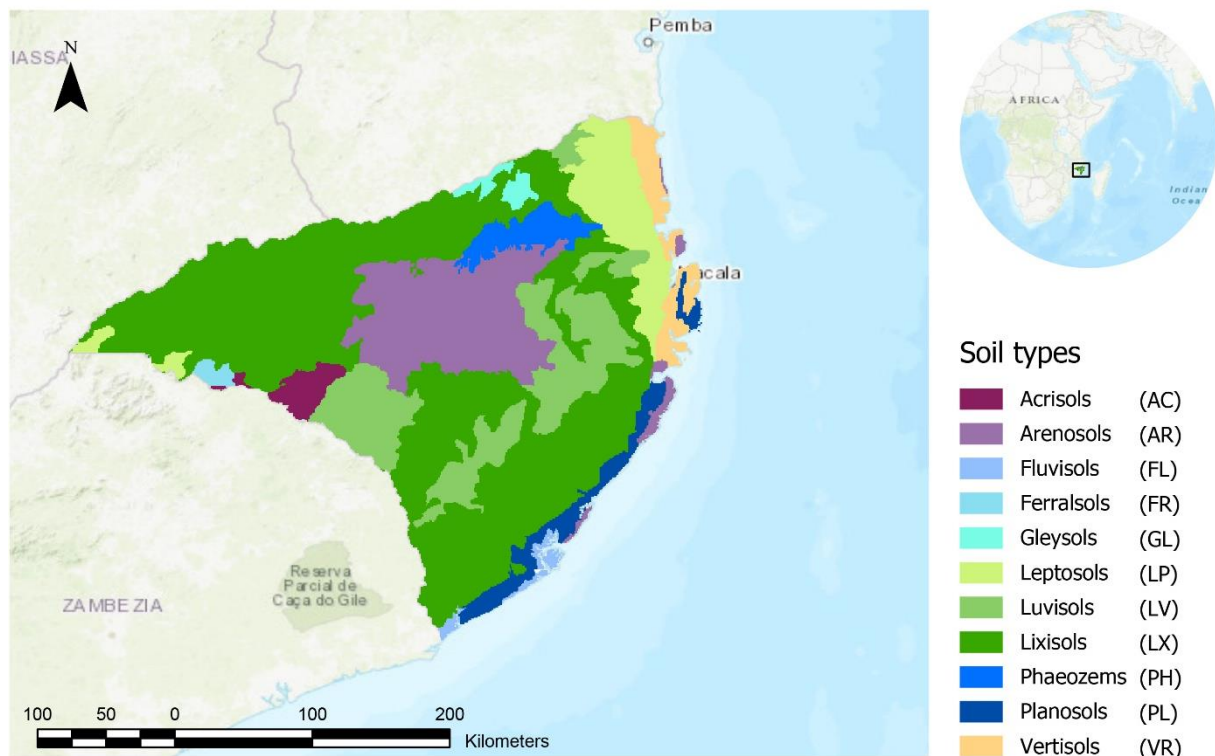 Pemba
IASSA
N
AFRICA
Indian
Ocea
acala
Soil types
Acrisols (AC)
Arenosols (AR)
Fluvisols (FL)
Ferralsols (FR)
Gleysols (GL)
Leptosols (LP)
Luvisols (LV)
Lixisols (LX)
Phaeozems (PH)
Planosols (PL)
Vertisols (VR)
Reserva
Parcial de
Caça do Gile
ZAMBEZIA
100 50 0 100 200
Kilometers